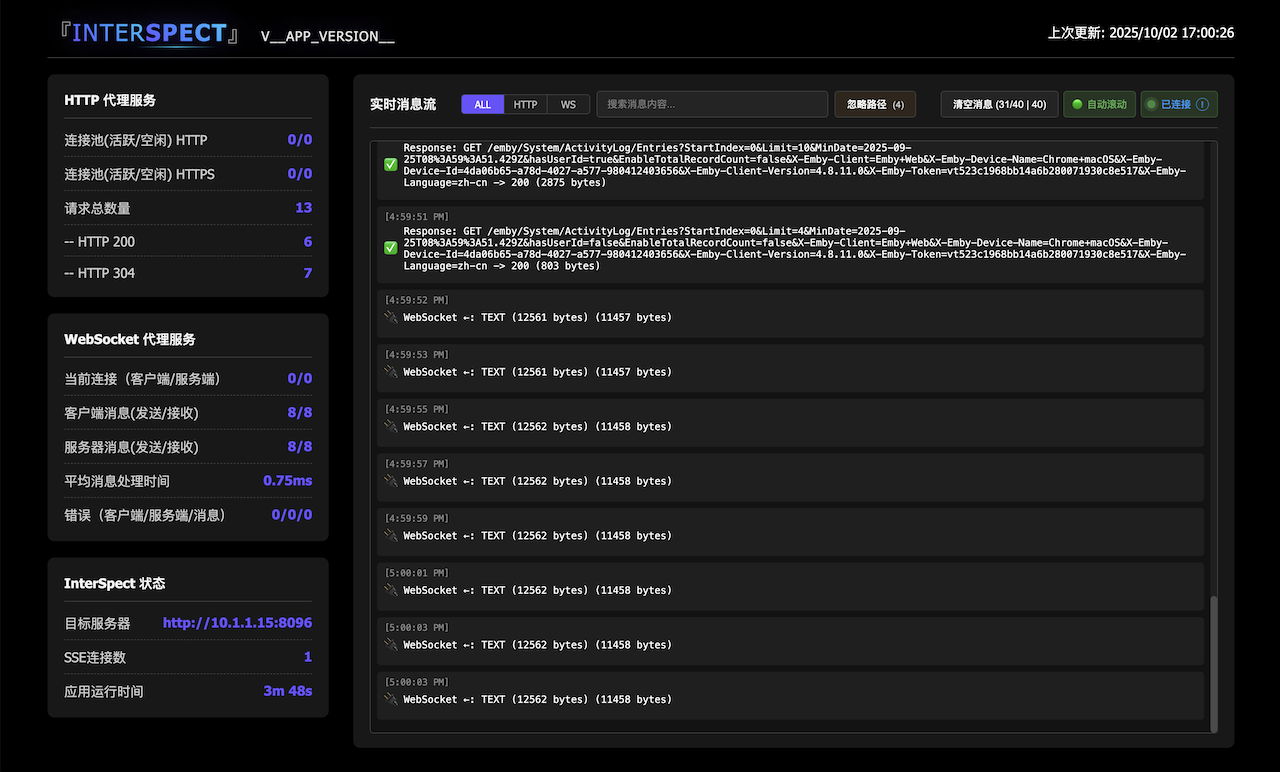 『INTERSPECT』 V__APP_VERSION__
上次更新: 2025/10/02 17:00:26
HTTP 代理服务
连接池(活跃/空闲) HTTP 0/0
连接池(活跃/空闲) HTTPS 0/0
请求总数量 13
-- HTTP 200 6
-- HTTP 304 7
WebSocket 代理服务
当前连接（客户端/服务端） 0/0
客户端消息(发送/接收) 8/8
服务器消息(发送/接收) 8/8
平均消息处理时间 0.75ms
错误（客户端/服务端/消息） 0/0/0
InterSpect 状态
目标服务器 http://10.1.1.15:8096
SSE连接数 1
应用运行时间 3m 48s
实时消息流 ALL HTTP WS 搜索消息内容... 忽略路径 (4) 清空消息 (31/40 | 40) 自动滚动 已连接 !
Response: GET /emby/System/ActivityLog/Entries?StartIndex=0&Limit=10&MinDate=2025-09-
25T08%3A59%3A51.429Z&hasUserId=true&EnableTotalRecordCount=false&X-Emby-Client=Emby+Web&X-Emby-Device-Name=Chrome+macOS&X-Emby-
Device-Id=4da06b65-a78d-4027-a577-980412403656&X-Emby-Client-Version=4.8.11.0&X-Emby-Token=vt523c1968bb14a6b280071930c8e517&X-Emby-
Language=zh-cn -> 200 (2875 bytes)
[4:59:51 PM]
Response: GET /emby/System/ActivityLog/Entries?StartIndex=0&Limit=4&MinDate=2025-09-
25T08%3A59%3A51.429Z&hasUserId=false&EnableTotalRecordCount=false&X-Emby-Client=Emby+Web&X-Emby-Device-Name=Chrome+macOS&X-Emby-
Device-Id=4da06b65-a78d-4027-a577-980412403656&X-Emby-Client-Version=4.8.11.0&X-Emby-Token=vt523c1968bb14a6b280071930c8e517&X-Emby-
Language=zh-cn -> 200 (803 bytes)
[4:59:52 PM]
WebSocket ←: TEXT (12561 bytes) (11457 bytes)
[4:59:53 PM]
WebSocket ←: TEXT (12561 bytes) (11457 bytes)
[4:59:55 PM]
WebSocket ←: TEXT (12562 bytes) (11458 bytes)
[4:59:57 PM]
WebSocket ←: TEXT (12562 bytes) (11458 bytes)
[4:59:59 PM]
WebSocket ←: TEXT (12562 bytes) (11458 bytes)
[5:00:01 PM]
WebSocket ←: TEXT (12562 bytes) (11458 bytes)
[5:00:03 PM]
WebSocket ←: TEXT (12562 bytes) (11458 bytes)
[5:00:03 PM]
WebSocket ←: TEXT (12562 bytes) (11458 bytes)